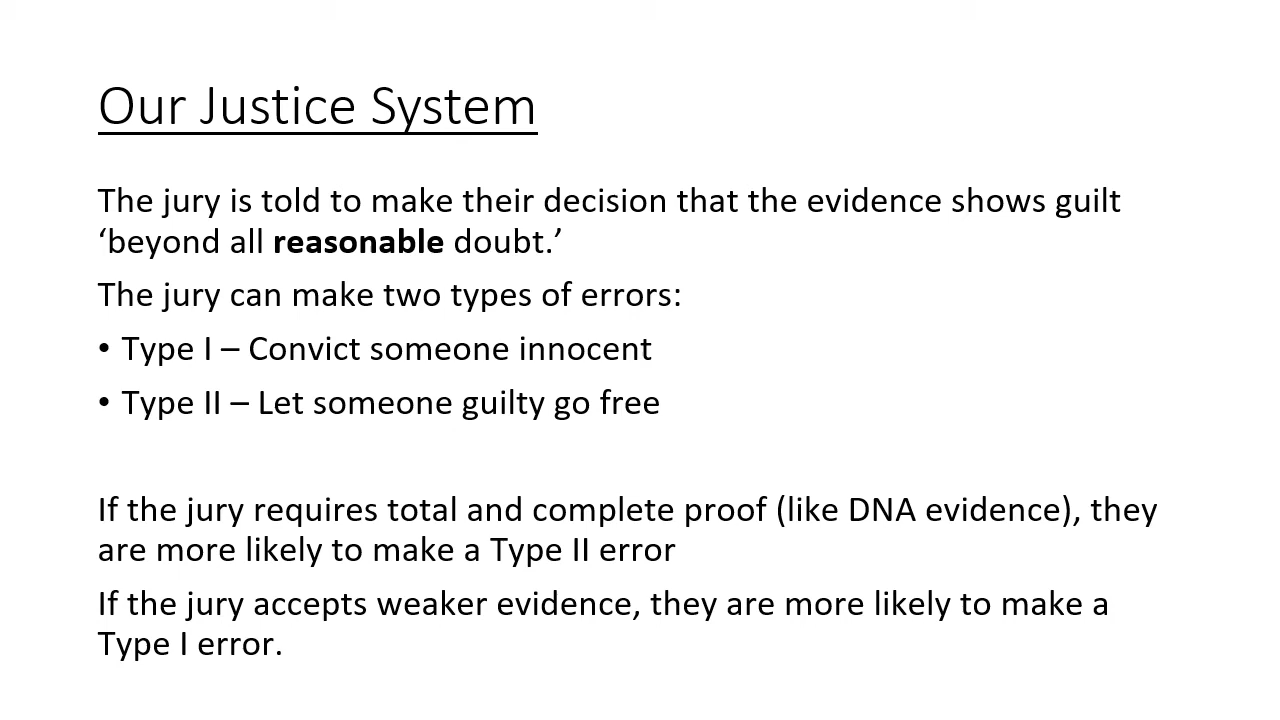 Our Justice System
The jury is told to make their decision that the evidence shows guilt
‘beyond all reasonable doubt.’
The jury can make two types of errors:
• Type I – Convict someone innocent
• Type II – Let someone guilty go free
If the jury requires total and complete proof (like DNA evidence), they
are more likely to make a Type II error
If the jury accepts weaker evidence, they are more likely to make a
Type I error.